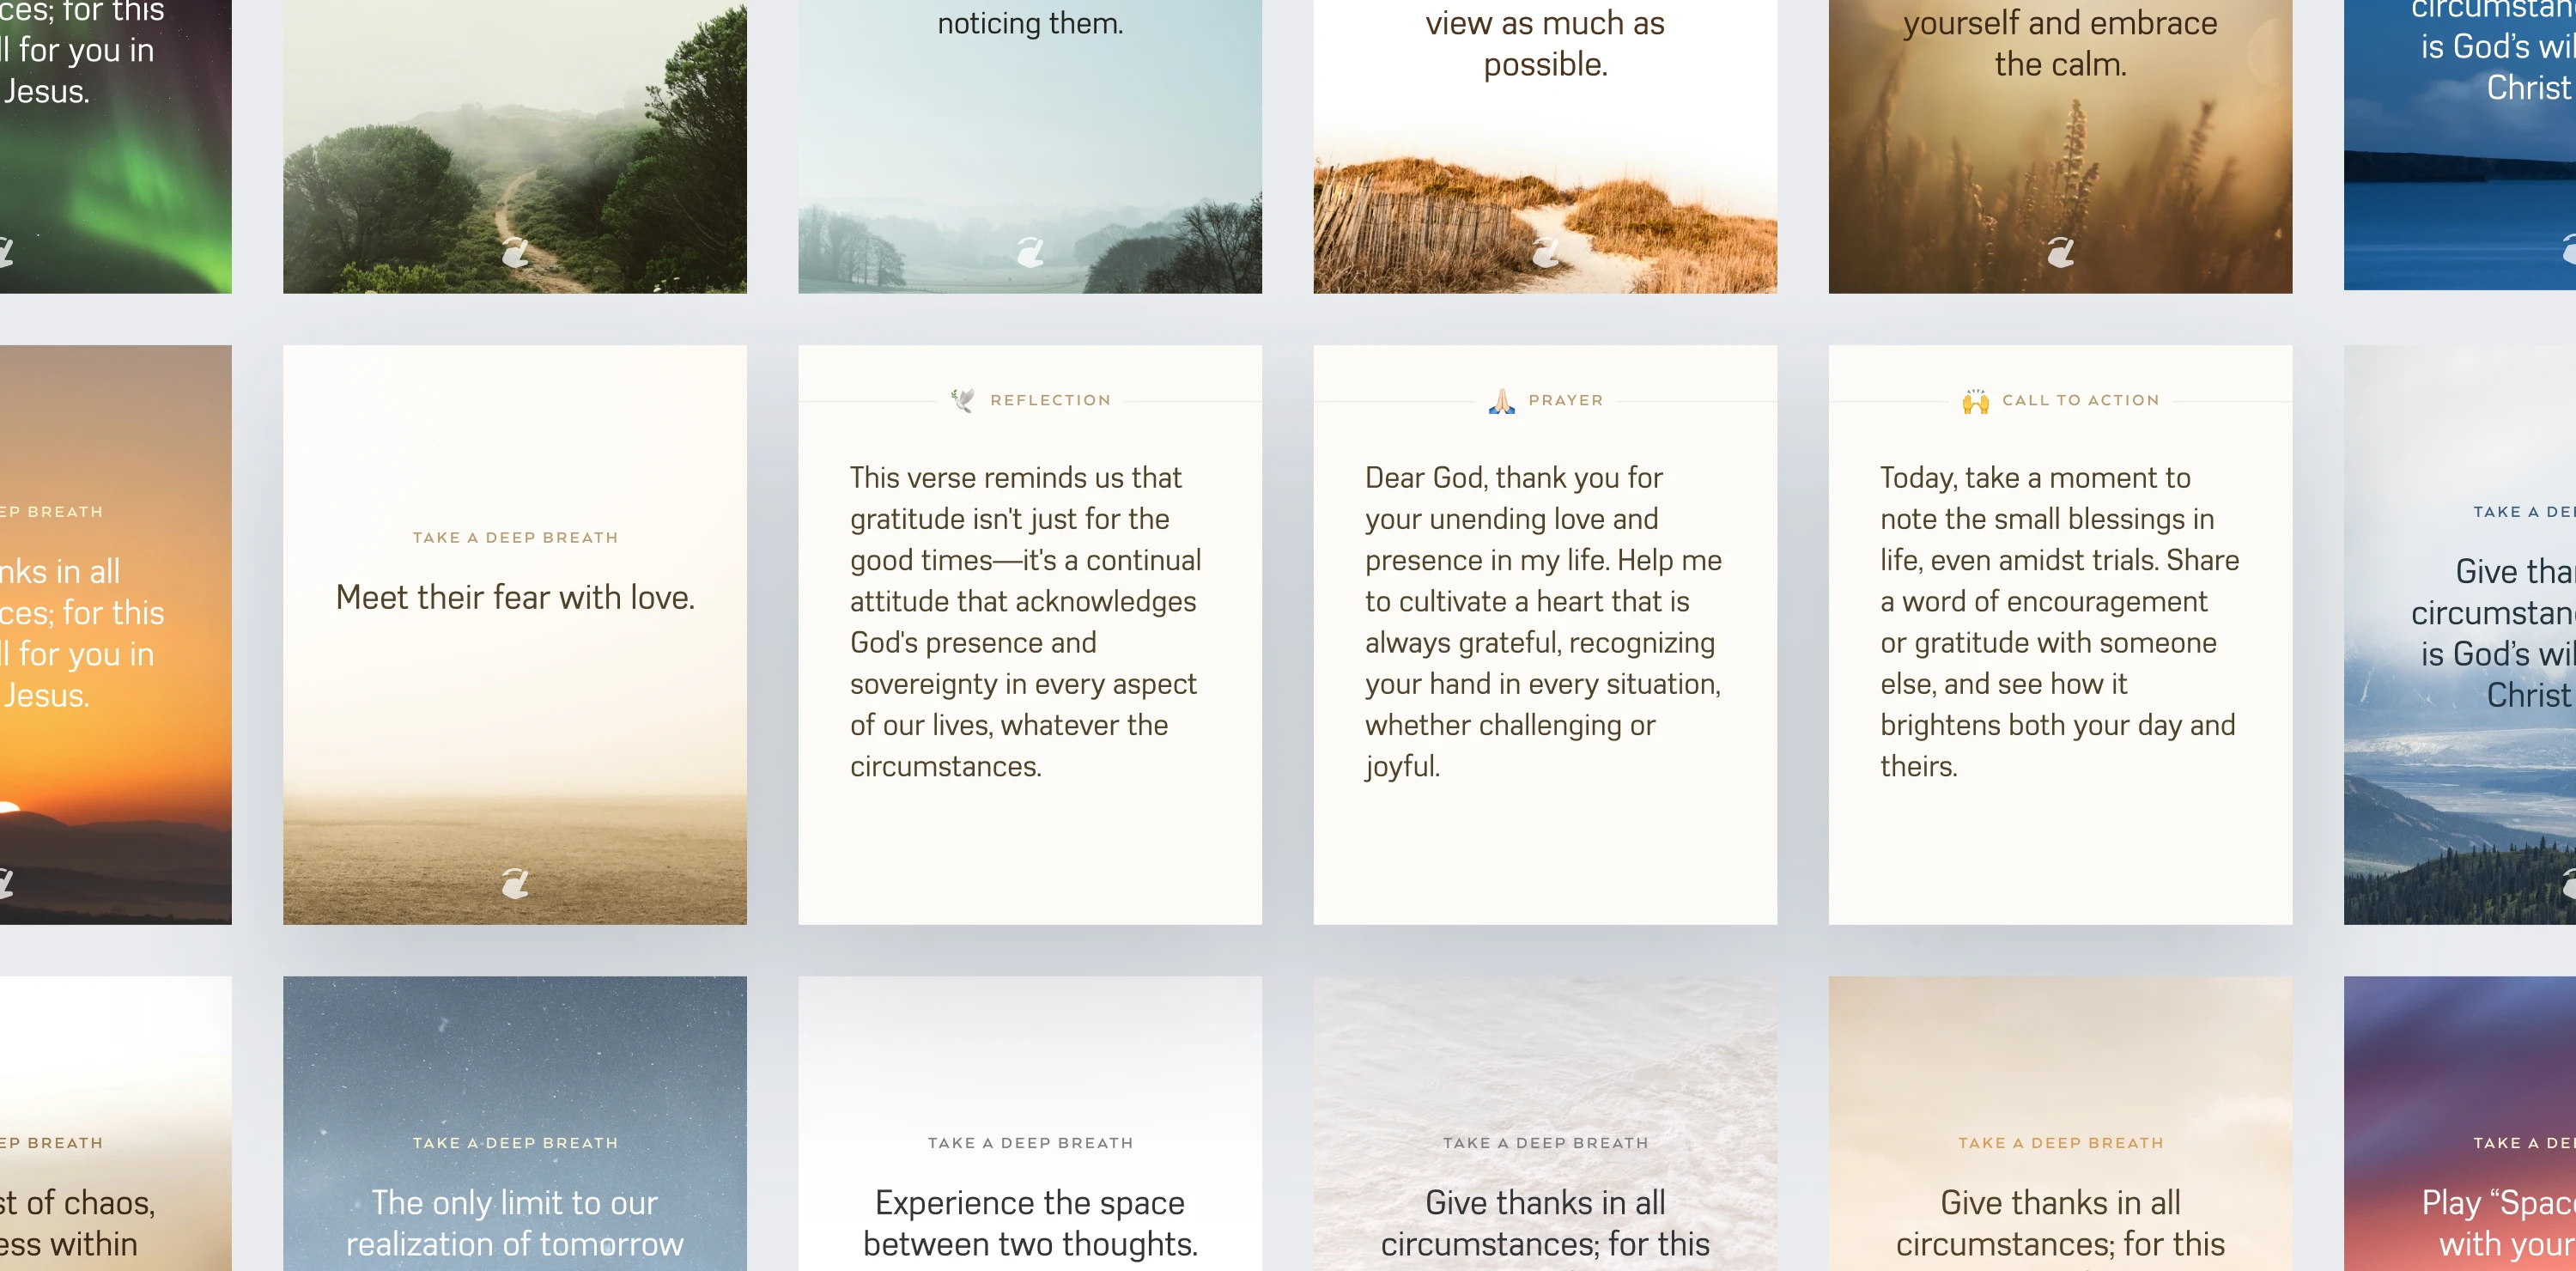 ces; for this
ll for you in
Jesus.
noticing them.
view as much as
possible.
yourself and embrace
the calm.
circumstan
is God’s wil
Christ
EP BREATH
nks in all
ces; for this
ll for you in
Jesus.
TAKE A DEEP BREATH
Meet their fear with love.
REFLECTION
This verse reminds us that
gratitude isn't just for the
good times—it's a continual
attitude that acknowledges
God's presence and
sovereignty in every aspect
of our lives, whatever the
circumstances.
PRAYER
Dear God, thank you for
your unending love and
presence in my life. Help me
to cultivate a heart that is
always grateful, recognizing
your hand in every situation,
whether challenging or
joyful.
CALL TO ACTION
Today, take a moment to
note the small blessings in
life, even amidst trials. Share
a word of encouragement
or gratitude with someone
else, and see how it
brightens both your day and
theirs.
TAKE A DEE
Give than
circumstan
is God’s wil
Christ
EP BREATH
st of chaos,
ess within
TAKE A DEEP BREATH
The only limit to our
realization of tomorrow
TAKE A DEEP BREATH
Experience the space
between two thoughts.
TAKE A DEEP BREATH
Give thanks in all
circumstances; for this
TAKE A DEEP BREATH
Give thanks in all
circumstances; for this
TAKE A DEE
Play “Space
with your